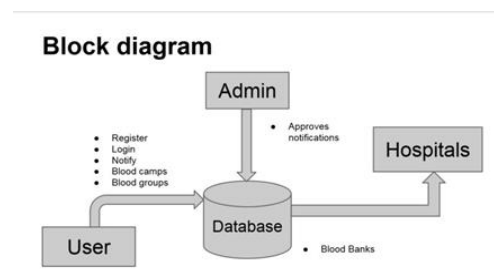 Block diagram
Admin
• Approves
notifications
Hospitals
• Register
• Login
• Notify
• Blood camps
• Blood groups
Database
• Blood Banks
User